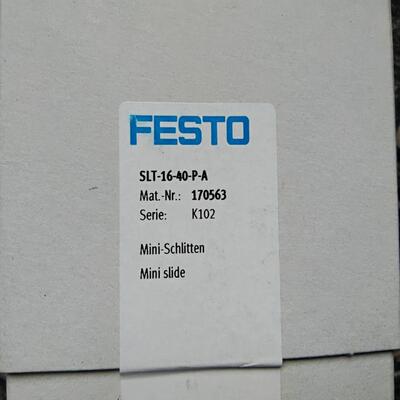 FESTO
SLT-16-40-P-A
Mat.-Nr.: 170563
Serie: K102
Mini-Schlitten
Mini slide